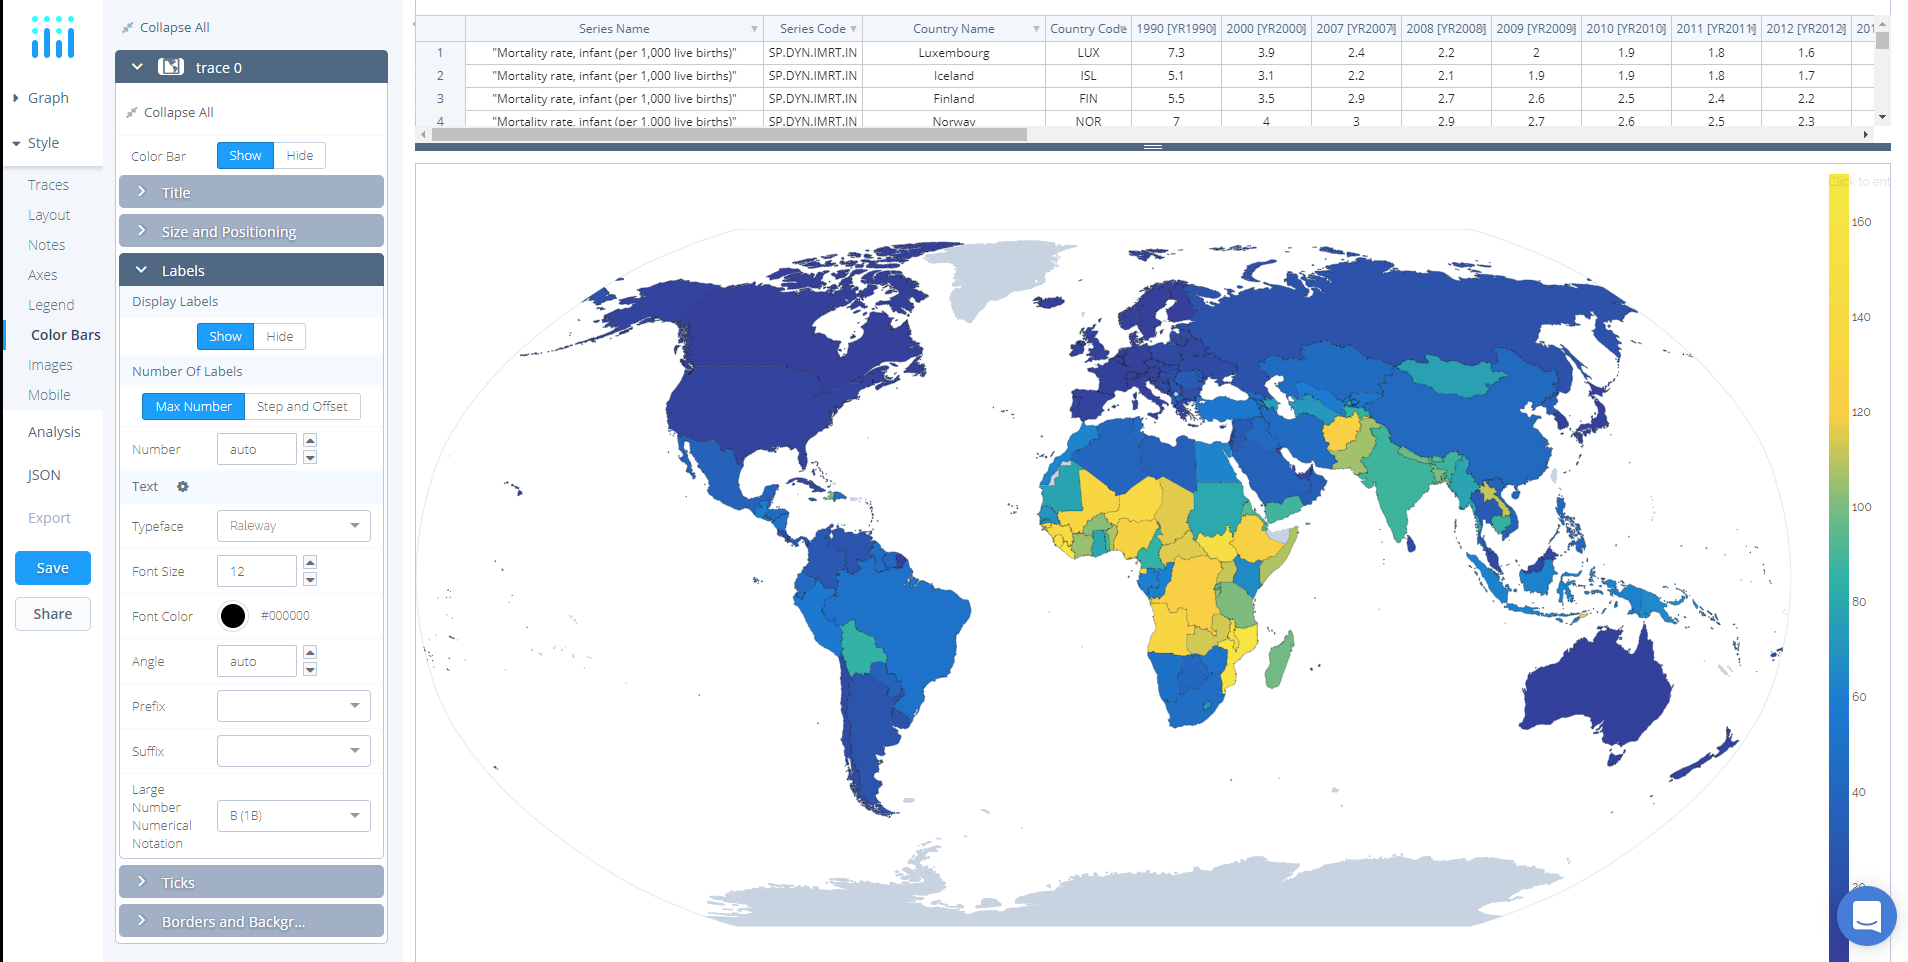 Collapse All
trace 0
Graph
Style
Traces
Layout
Notes
Axes
Legend
Color Bars
Images
Mobile
Analysis
JSON
Export
Save
Share
Collapse All
Color Bar Show Hide
Title
Size and Positioning
Labels
Display Labels
Show Hide
Number Of Labels
Max Number Step and Offset
Number auto
Text
Typeface Raleway
Font Size 12
Font Color #000000
Angle auto
Prefix
Suffix
Large
Number
Numerical
Notation
B (1B)
Ticks
Borders and Backgr...
Series Name Series Code Country Name Country Code 1990 [YR1990] 2000 [YR2000] 2007 [YR2007] 2008 [YR2008] 2009 [YR2009] 2010 [YR2010] 2011 [YR2011] 2012 [YR2012] 201
1 "Mortality rate, infant (per 1,000 live births)" SP.DYN.IMRT.IN Luxembourg LUX 7.3 3.9 2.4 2.2 2 1.9 1.8 1.6
2 "Mortality rate, infant (per 1,000 live births)" SP.DYN.IMRT.IN Iceland ISL 5.1 3.1 2.2 2.1 1.9 1.9 1.8 1.7
3 "Mortality rate, infant (per 1,000 live births)" SP.DYN.IMRT.IN Finland FIN 5.5 3.5 2.9 2.7 2.6 2.5 2.4 2.2
4 "Mortality rate, infant (per 1,000 live births)" SP.DYN.IMRT.IN Norway NOR 7 4 3 2.9 2.7 2.6 2.5 2.3
Click to ent
160
140
120
100
80
60
40
20